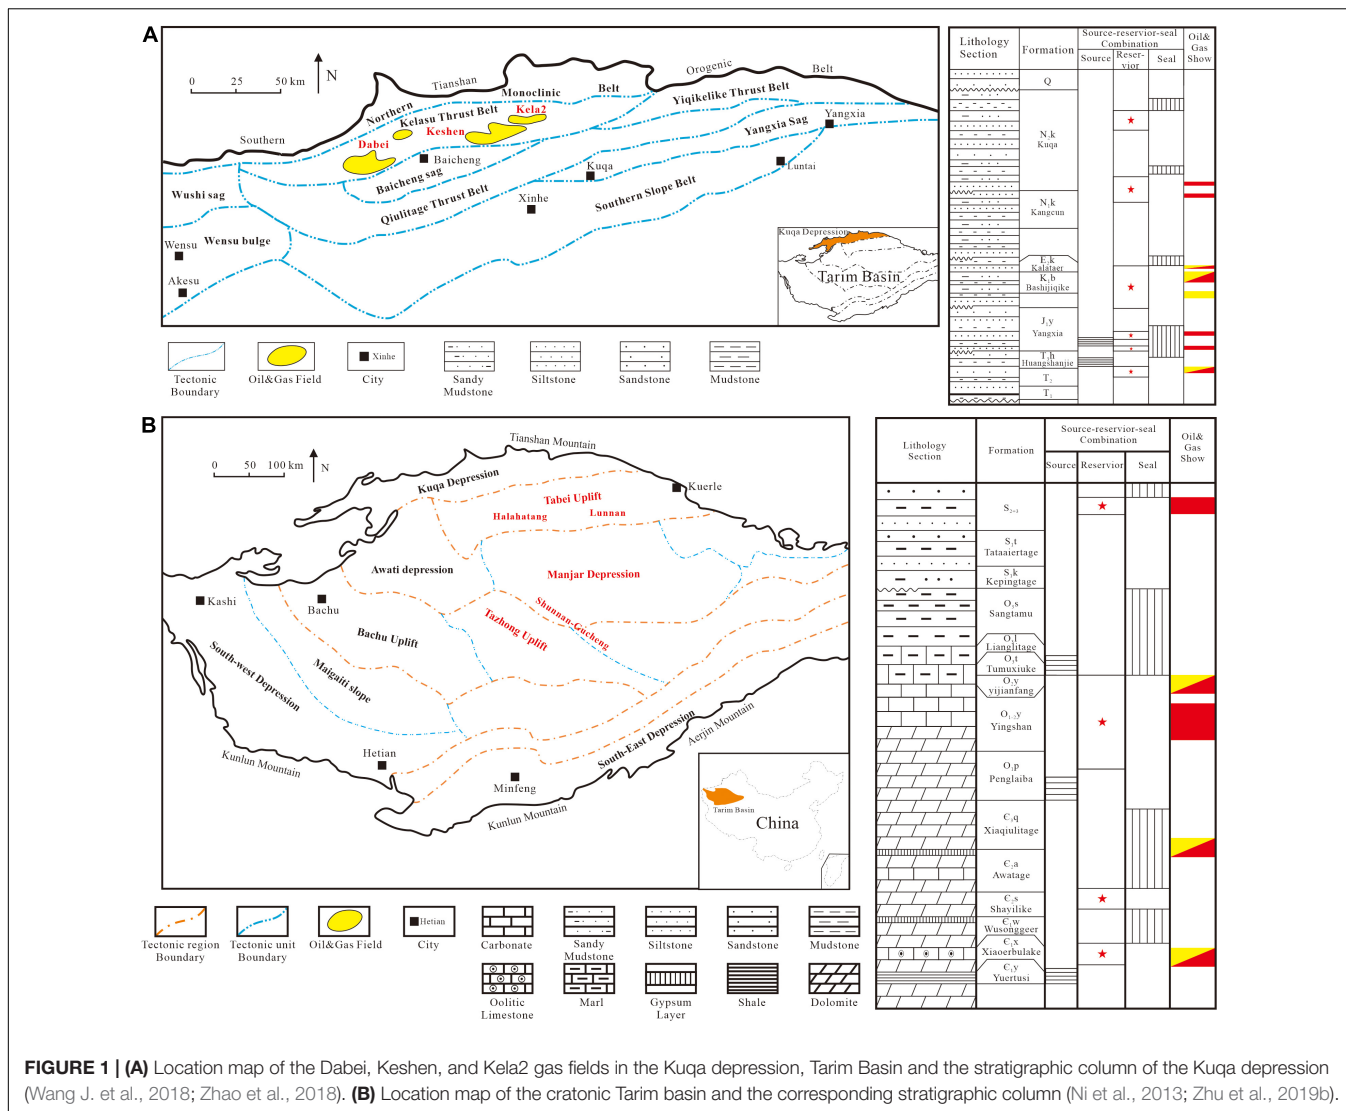 A
0 25 50 km
N
Tianshan
Orogenic
Belt
Southern
Northern
Monoclinic
Belt
Kelasu Thrust Belt
Yiqikelike Thrust Belt
Kela2
Keshen
Dabei
Yangxia
Yangxia Sag
Baicheng
Baicheng sag
Kuqa
Luntai
Wushi sag
Qiulitage Thrust Belt
Xinhe
Southern Slope Belt
Wensu
Wensu bulge
Akesu
Kuqa Depression
Tarim Basin
Tectonic
Boundary
Oil&Gas Field
Xinhe
City
Sandy
Mudstone
Siltstone
Sandstone
Mudstone
Lithology
Section
Formation
Source-reservior-seal
Combination
Source
Reser-
vior
Seal
Oil&
Gas
Show
Q
N₂k
Kuqa
N₁k
Kangcun
E₁k
Kalataer
K₁b
Bashijiqike
J₁y
Yangxia
T₃h
Huangshanjie
T₂
T₁
B
0 50 100 km
N
Tianshan Mountain
Kuqa Depression
Kuerle
Tabei Uplift
Halahatang
Lunnan
Awati depression
Manjar Depression
Kashi
Bachu
Shunnan-Gucheng
Tazhong Uplift
Bachu Uplift
South-west Depression
Maigaiti slope
South-East Depression
Aerjin Mountain
Hetian
Kunlun Mountain
Minfeng
Kunlun Mountain
Tarim Basin
China
Tectonic region
Boundary
Tectonic unit
Boundary
Oil&Gas Field
Hetian
City
Carbonate
Sandy
Mudstone
Siltstone
Sandstone
Mudstone
Oolitic
Limestone
Marl
Gypsum
Layer
Shale
Dolomite
Lithology
Section
Formation
Source-reservior-seal
Combination
Source
Reservior
Seal
Oil&
Gas
Show
S₂₊₃
S₁t
Tataaiertage
S₁k
Kepingtage
O₃s
Sangtamu
O₃l
Lianglitage
O₃t
Tumuxiuke
O₂y
yijianfang
O₁₋₂y
Yingshan
O₁p
Penglaiba
Є₃q
Xiaqiulitage
Є₂a
Awatage
Є₂s
Shayilike
Є₁w
Wusonggeer
Є₁x
Xiaoerbulake
Є₁y
Yuertusi
FIGURE 1 | (A) Location map of the Dabei, Keshen, and Kela2 gas fields in the Kuqa depression, Tarim Basin and the stratigraphic column of the Kuqa depression
(Wang J. et al., 2018; Zhao et al., 2018). (B) Location map of the cratonic Tarim basin and the corresponding stratigraphic column (Ni et al., 2013; Zhu et al., 2019b).